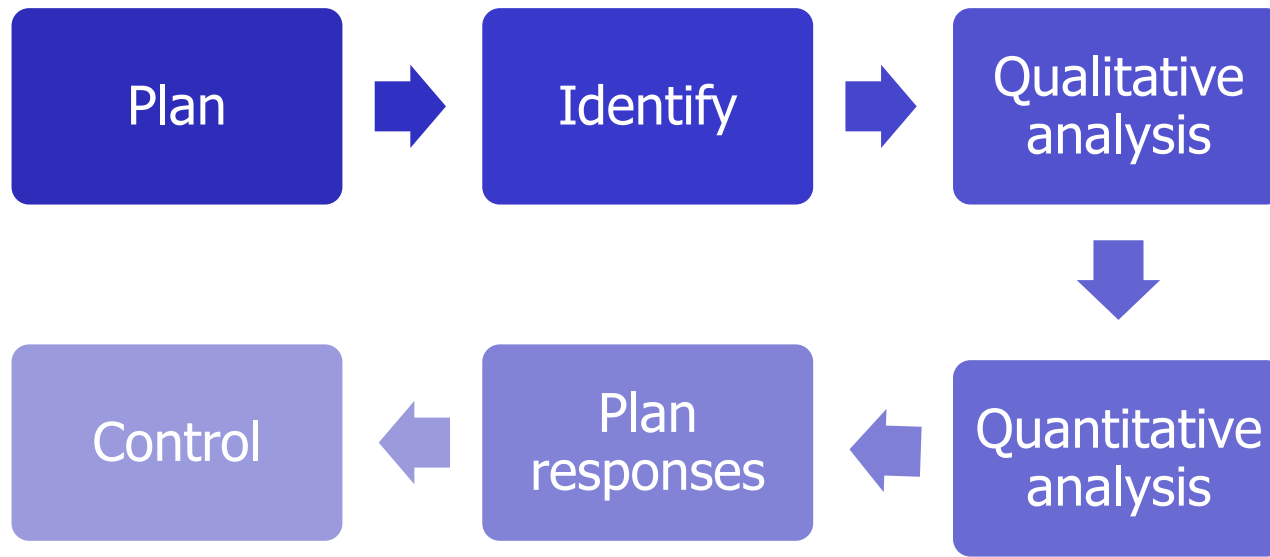 Plan
Identify
Qualitative
analysis
Quantitative
analysis
Plan
responses
Control